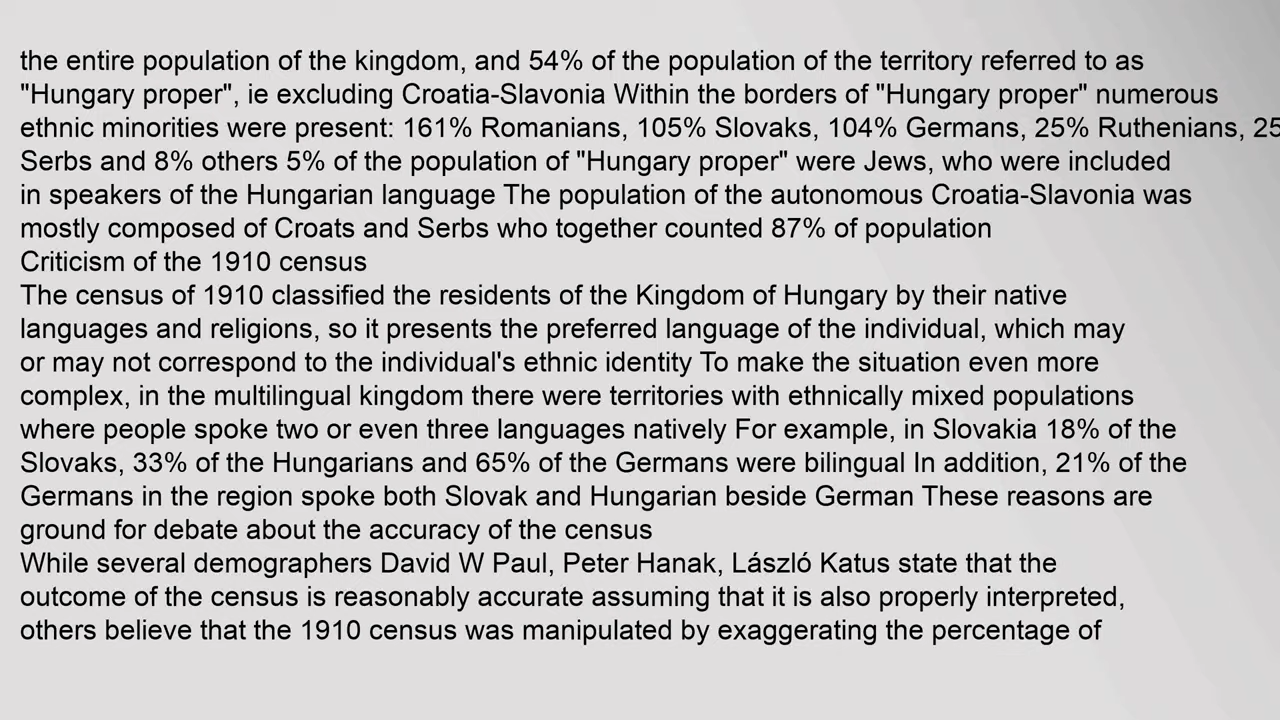 the entire population of the kingdom, and 54% of the population of the territory referred to as
"Hungary proper", ie excluding Croatia-Slavonia Within the borders of "Hungary proper" numerous
ethnic minorities were present: 161% Romanians, 105% Slovaks, 104% Germans, 25% Ruthenians, 25
Serbs and 8% others 5% of the population of "Hungary proper" were Jews, who were included
in speakers of the Hungarian language The population of the autonomous Croatia-Slavonia was
mostly composed of Croats and Serbs who together counted 87% of population
Criticism of the 1910 census
The census of 1910 classified the residents of the Kingdom of Hungary by their native
languages and religions, so it presents the preferred language of the individual, which may
or may not correspond to the individual's ethnic identity To make the situation even more
complex, in the multilingual kingdom there were territories with ethnically mixed populations
where people spoke two or even three languages natively For example, in Slovakia 18% of the
Slovaks, 33% of the Hungarians and 65% of the Germans were bilingual In addition, 21% of the
Germans in the region spoke both Slovak and Hungarian beside German These reasons are
ground for debate about the accuracy of the census
While several demographers David W Paul, Peter Hanak, László Katus state that the
outcome of the census is reasonably accurate assuming that it is also properly interpreted,
others believe that the 1910 census was manipulated by exaggerating the percentage of